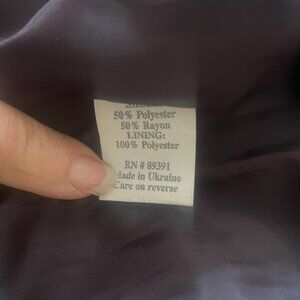 50% Polyester
50% Rayon
LINING:
100% Polyester
RN # 89391
Made in Ukraine
Care on reverse